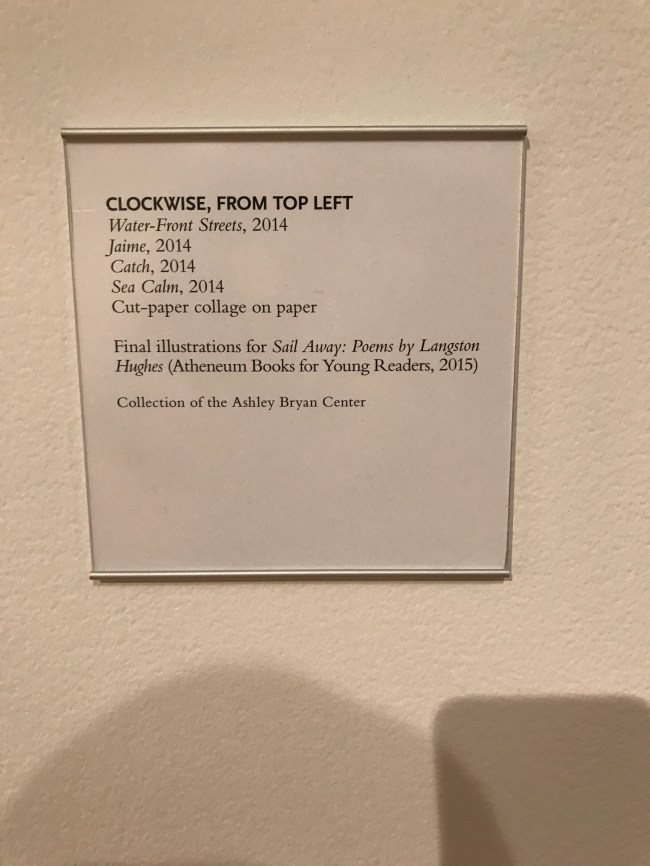 CLOCKWISE, FROM TOP LEFT
Water-Front Streets, 2014
Jaime, 2014
Catch, 2014
Sea Calm, 2014
Cut-paper collage on paper
Final illustrations for Sail Away: Poems by Langston
Hughes (Atheneum Books for Young Readers, 2015)
Collection of the Ashley Bryan Center